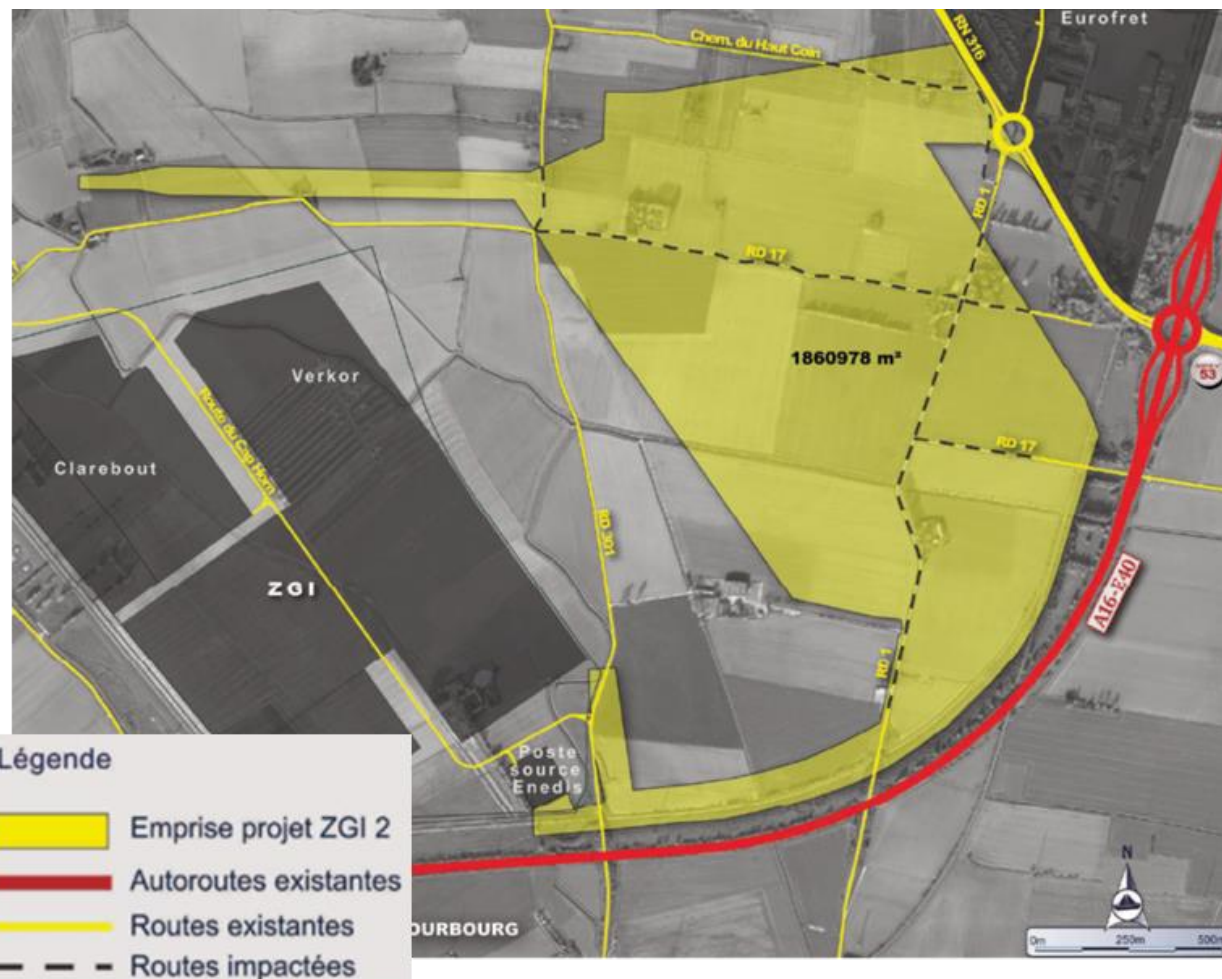 Eurofret
RN 316
Chem. du Haut Coin
RD 1
RD 17
1860978 m²
53
Verkor
Route du Cap Horn
Clarebout
RD 17
RD 301
ZGI
A16-E40
RD 1
Poste
source
Enedis
Légende
Emprise projet ZGI 2
Autoroutes existantes
Routes existantes
Routes impactées
OURBOURG
N
0m 250m 500m